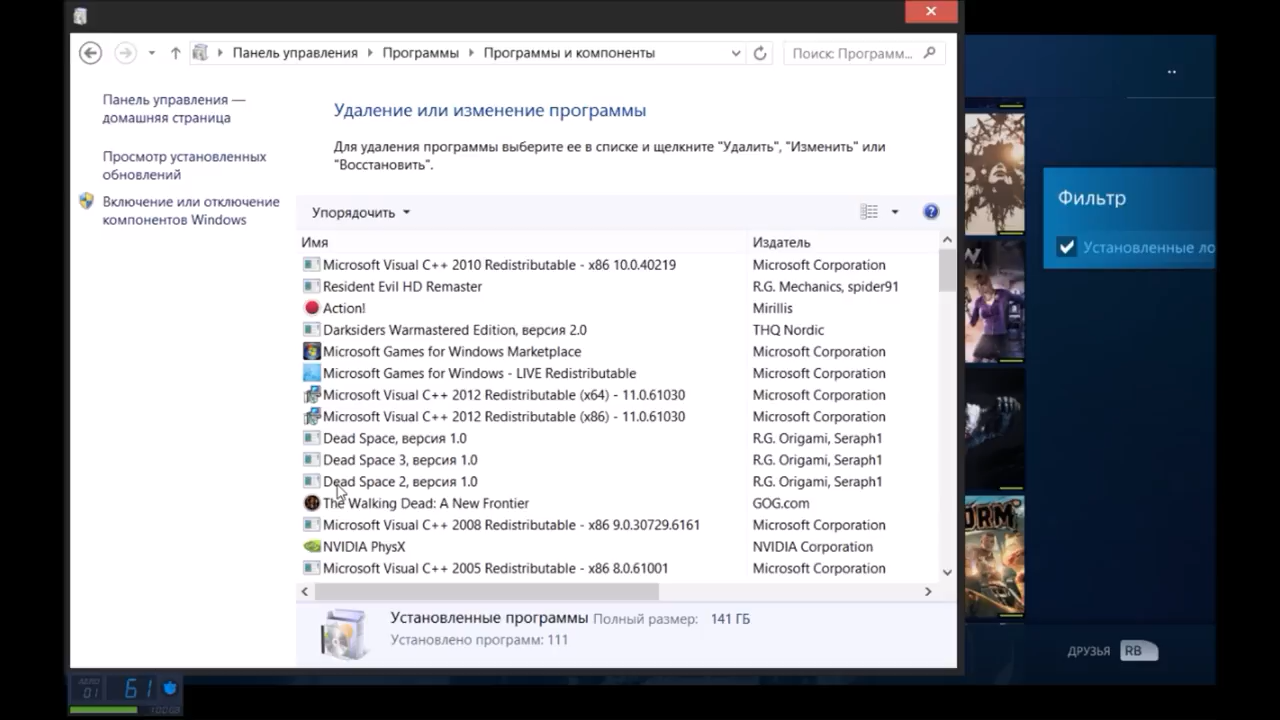 Панель управления
Программы
Программы и компоненты
Поиск: Программ...
Панель управления —
домашняя страница
Просмотр установленных
обновлений
Включение или отключение
компонентов Windows
Удаление или изменение программы
Для удаления программы выберите ее в списке и щелкните "Удалить", "Изменить" или
"Восстановить".
Упорядочить
Имя Издатель
Microsoft Visual C++ 2010 Redistributable - x86 10.0.40219 Microsoft Corporation
Resident Evil HD Remaster R.G. Mechanics, spider91
Action! Mirillis
Darksiders Warmastered Edition, версия 2.0 THQ Nordic
Microsoft Games for Windows Marketplace Microsoft Corporation
Microsoft Games for Windows - LIVE Redistributable Microsoft Corporation
Microsoft Visual C++ 2012 Redistributable (x64) - 11.0.61030 Microsoft Corporation
Microsoft Visual C++ 2012 Redistributable (x86) - 11.0.61030 Microsoft Corporation
Dead Space, версия 1.0 R.G. Origami, Seraph1
Dead Space 3, версия 1.0 R.G. Origami, Seraph1
Dead Space 2, версия 1.0 R.G. Origami, Seraph1
The Walking Dead: A New Frontier GOG.com
Microsoft Visual C++ 2008 Redistributable - x86 9.0.30729.6161 Microsoft Corporation
NVIDIA PhysX NVIDIA Corporation
Microsoft Visual C++ 2005 Redistributable - x86 8.0.61001 Microsoft Corporation
Установленные программы Полный размер: 141 ГБ
Установлено программ: 111
Фильтр
Установленные ло
ДРУЗЬЯ RB
01 61